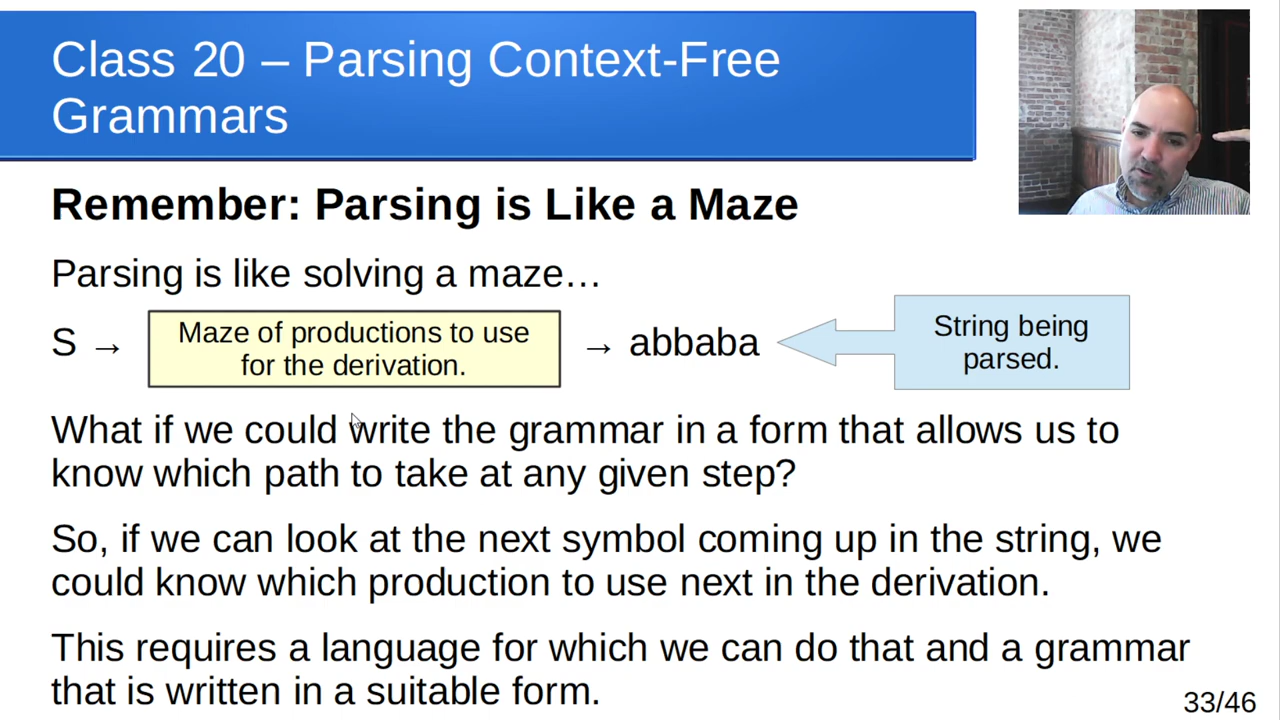 Class 20 – Parsing Context-Free
Grammars
Remember: Parsing is Like a Maze
Parsing is like solving a maze…
S → Maze of productions to use for the derivation. → abbaba
String being
parsed.
What if we could write the grammar in a form that allows us to
know which path to take at any given step?
So, if we can look at the next symbol coming up in the string, we
could know which production to use next in the derivation.
This requires a language for which we can do that and a grammar
that is written in a suitable form.
33/46